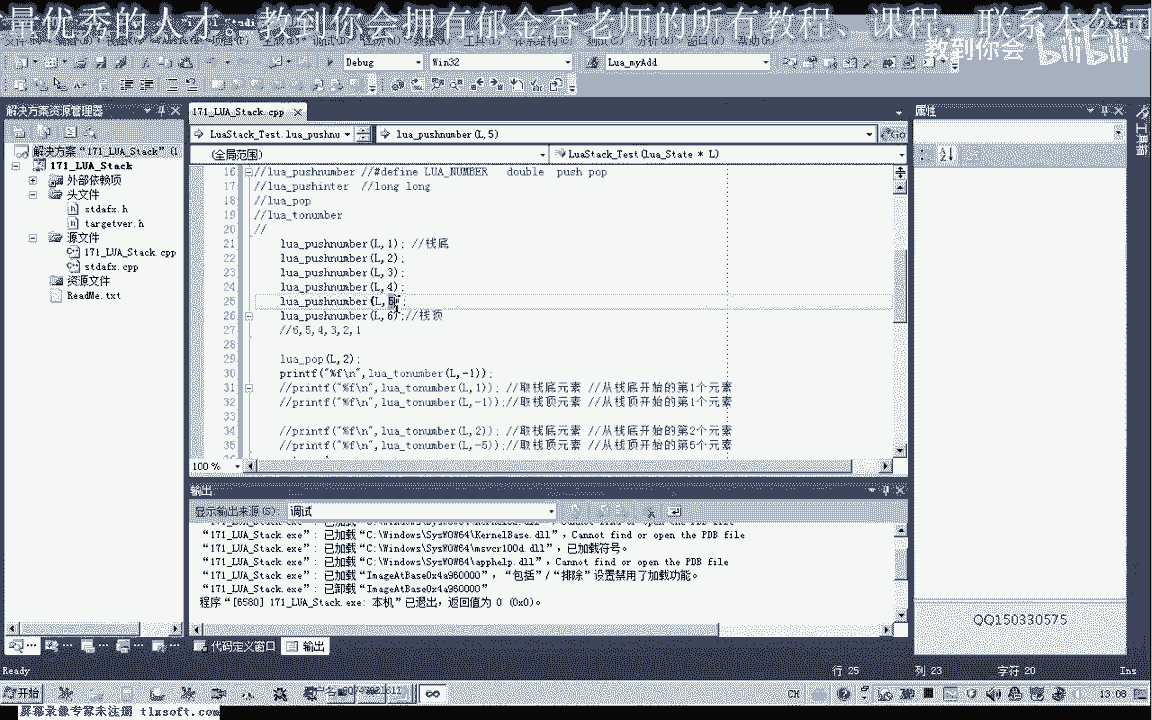 量优秀的人才。教到你会拥有郁金香老师的所有教程、课程，联系本公司
教到你会 bilibili
Debug
Win32
Lua_myAdd
解决方案资源管理器
解决方案“171_LUA_Stack” (1
171_LUA_Stack
外部依赖项
头文件
stdafx.h
targetver.h
源文件
171_LUA_Stack.cpp
stdafx.cpp
资源文件
ReadMe.txt
171_LUA_Stack.cpp
LuaStack_Test.lua_pushnu
lua_pushnumber(L,5)
Go
(全局范围)
LuaStack_Test(lua_State * L)
16 //lua_pushnumber //#define LUA_NUMBER double push pop
17 //lua_pushinter //long long
18 //lua_pop
19 //lua_tonumber
20 //
21 lua_pushnumber(L,1); //栈底
22 lua_pushnumber(L,2);
23 lua_pushnumber(L,3);
24 lua_pushnumber(L,4);
25 lua_pushnumber(L,5);
26 lua_pushnumber(L,6);//栈顶
27 //6,5,4,3,2,1
28
29 lua_pop(L,2);
30 printf("%f\n",lua_tonumber(L,-1));
31 //printf("%f\n",lua_tonumber(L,1)); //取栈底元素 //从栈底开始的第1个元素
32 //printf("%f\n",lua_tonumber(L,-1));//取栈顶元素 //从栈顶开始的第1个元素
33
34 //printf("%f\n",lua_tonumber(L,2)); //取栈底元素 //从栈底开始的第2个元素
35 //printf("%f\n",lua_tonumber(L,-5));//取栈顶元素 //从栈顶开始的第5个元素
100 %
属性
输出
显示输出来源(S): 调试
“171_LUA_Stack.exe”: 已加载“C:\Windows\SysWOW64\KernelBase.dll”，Cannot find or open the PDB file
“171_LUA_Stack.exe”: 已加载“C:\Windows\SysWOW64\msvcr100d.dll”，已加载符号。
“171_LUA_Stack.exe”: 已加载“C:\Windows\SysWOW64\apphelp.dll”，Cannot find or open the PDB file
“171_LUA_Stack.exe”: 已加载“ImageAtBase0x4a960000”，“包括”/“排除”设置禁用了加载功能。
“171_LUA_Stack.exe”: 已卸载“ImageAtBase0x4a960000”
程序“[6560] 171_LUA_Stack.exe: 本机”已退出，返回值为 0 (0x0)。
QQ150330575
代码定义窗口
输出
Ready
行 25
列 23
字符 20
Ins
开始
CH
13:08
屏幕录像专家未注册 tlxsoft.com